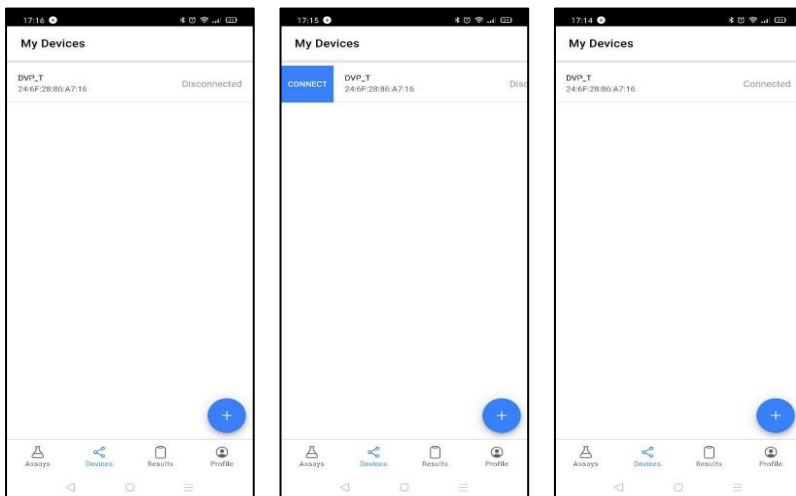 17:16
My Devices
DVP_T
24:6F:28:86:A7:16
Disconnected
+
Assays
Devices
Results
Profile
17:15
My Devices
CONNECT
DVP_T
24:6F:28:86:A7:16
Disc
+
Assays
Devices
Results
Profile
17:14
My Devices
DVP_T
24:6F:28:86:A7:16
Connected
+
Assays
Devices
Results
Profile